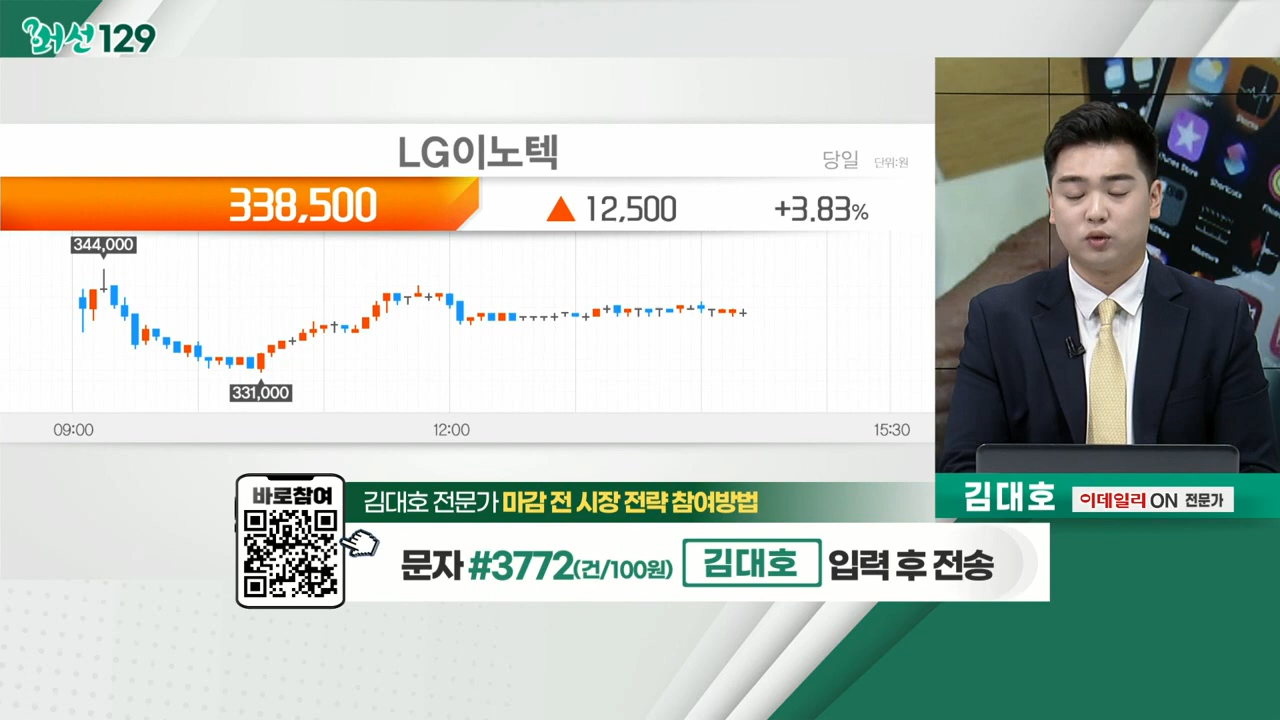 최선129
LG이노텍
당일 단위:원
338,500 ▲ 12,500 +3.83%
344,000
331,000
09:00 12:00 15:30
김대호 이데일리ON 전문가
바로참여
김대호 전문가 마감 전 시장 전략 참여방법
문자 #3772(건/100원) 김대호 입력 후 전송